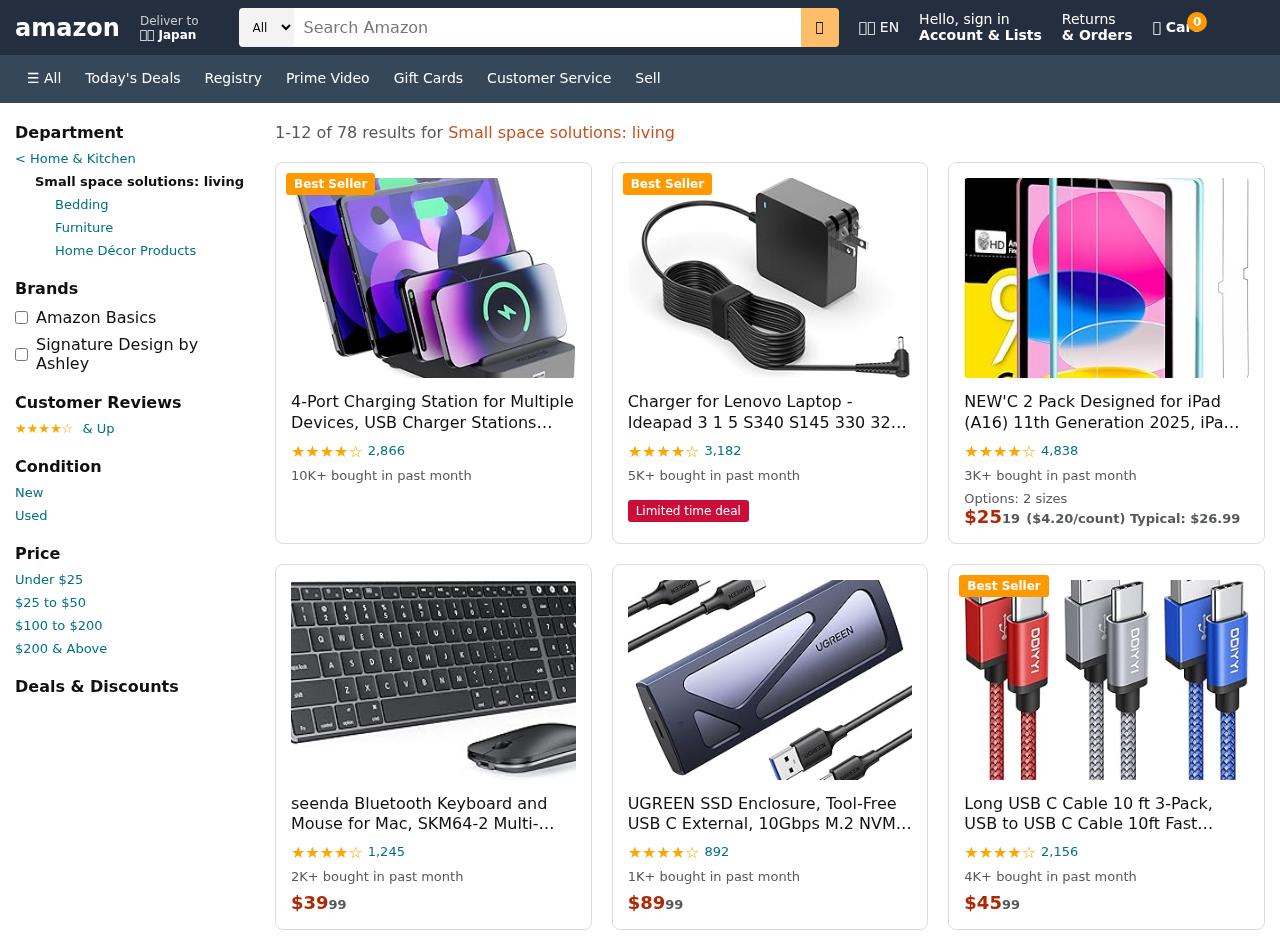 amazon
Deliver to
Japan
All
Search Amazon
EN
Hello, sign in
Account & Lists
Returns
& Orders
0
☰ All
Today's Deals
Registry
Prime Video
Gift Cards
Customer Service
Sell
Department
< Home & Kitchen
Small space solutions: living
Bedding
Furniture
Home Décor Products
Brands
Amazon Basics
Signature Design by
Ashley
Customer Reviews
★★★★☆ & Up
Condition
New
Used
Price
Under $25
$25 to $50
$100 to $200
$200 & Above
Deals & Discounts
1-12 of 78 results for Small space solutions: living
Best Seller
4-Port Charging Station for Multiple
Devices, USB Charger Stations…
★★★★☆ 2,866
10K+ bought in past month
Best Seller
Charger for Lenovo Laptop -
Ideapad 3 1 5 S340 S145 330 32…
★★★★☆ 3,182
5K+ bought in past month
Limited time deal
HD
9
NEW'C 2 Pack Designed for iPad
(A16) 11th Generation 2025, iPa…
★★★★☆ 4,838
3K+ bought in past month
Options: 2 sizes
$2519 ($4.20/count) Typical: $26.99
seenda Bluetooth Keyboard and
Mouse for Mac, SKM64-2 Multi-…
★★★★☆ 1,245
2K+ bought in past month
$3999
UGREEN
UGREEN SSD Enclosure, Tool-Free
USB C External, 10Gbps M.2 NVM…
★★★★☆ 892
1K+ bought in past month
$8999
Best Seller
DDIYYI
DDIYYI
DDIYYI
Long USB C Cable 10 ft 3-Pack,
USB to USB C Cable 10ft Fast…
★★★★☆ 2,156
4K+ bought in past month
$4599